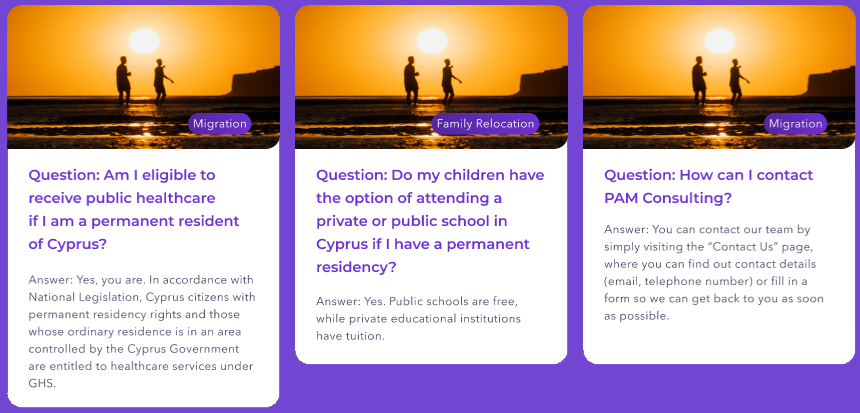 Migration
Question: Am I eligible to
receive public healthcare
if I am a permanent resident
of Cyprus?
Answer: Yes, you are. In accordance with
National Legislation, Cyprus citizens with
permanent residency rights and those
whose ordinary residence is in an area
controlled by the Cyprus Government
are entitled to healthcare services under
GHS.
Family Relocation
Question: Do my children have
the option of attending a
private or public school in
Cyprus if I have a permanent
residency?
Answer: Yes. Public schools are free,
while private educational institutions
have tuition.
Migration
Question: How can I contact
PAM Consulting?
Answer: You can contact our team by
simply visiting the “Contact Us” page,
where you can find out contact details
(email, telephone number) or fill in a
form so we can get back to you as soon
as possible.